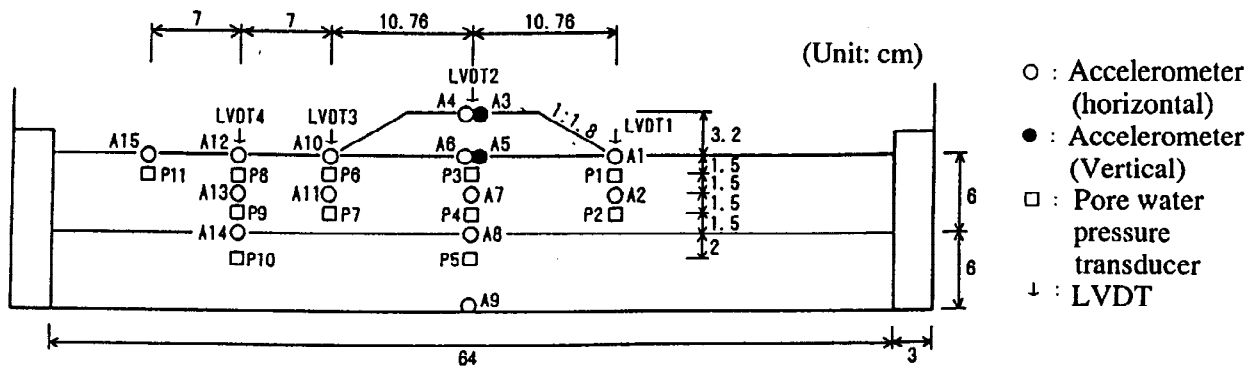 7
7
10.76
10.76
(Unit: cm)
LVDT2
A4
A3
1:1.8
LVDT4
LVDT3
LVDT1
3.2
A15
A12
A10
A6
A5
A1
P11
P8
P6
P3
P1
1.5
A13
A11
A7
A2
1.5
P9
P7
P4
P2
1.5
1.5
6
A14
A8
2
P10
P5
6
A9
64
3
○ : Accelerometer
(horizontal)
● : Accelerometer
(Vertical)
□ : Pore water
pressure
transducer
↓ : LVDT